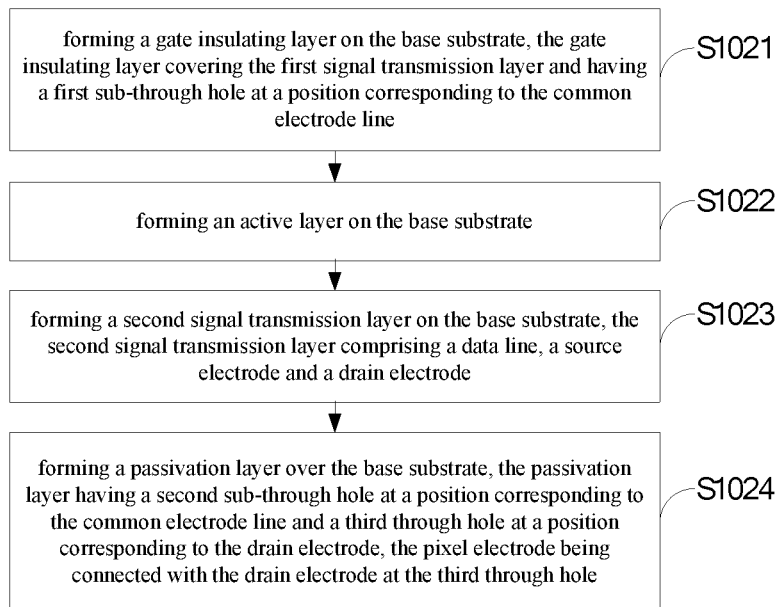 forming a gate insulating layer on the base substrate, the gate
insulating layer covering the first signal transmission layer and having
a first sub-through hole at a position corresponding to the common
electrode line
S1021
forming an active layer on the base substrate
S1022
forming a second signal transmission layer on the base substrate, the
second signal transmission layer comprising a data line, a source
electrode and a drain electrode
S1023
forming a passivation layer over the base substrate, the passivation
layer having a second sub-through hole at a position corresponding to
the common electrode line and a third through hole at a position
corresponding to the drain electrode, the pixel electrode being
connected with the drain electrode at the third through hole
S1024